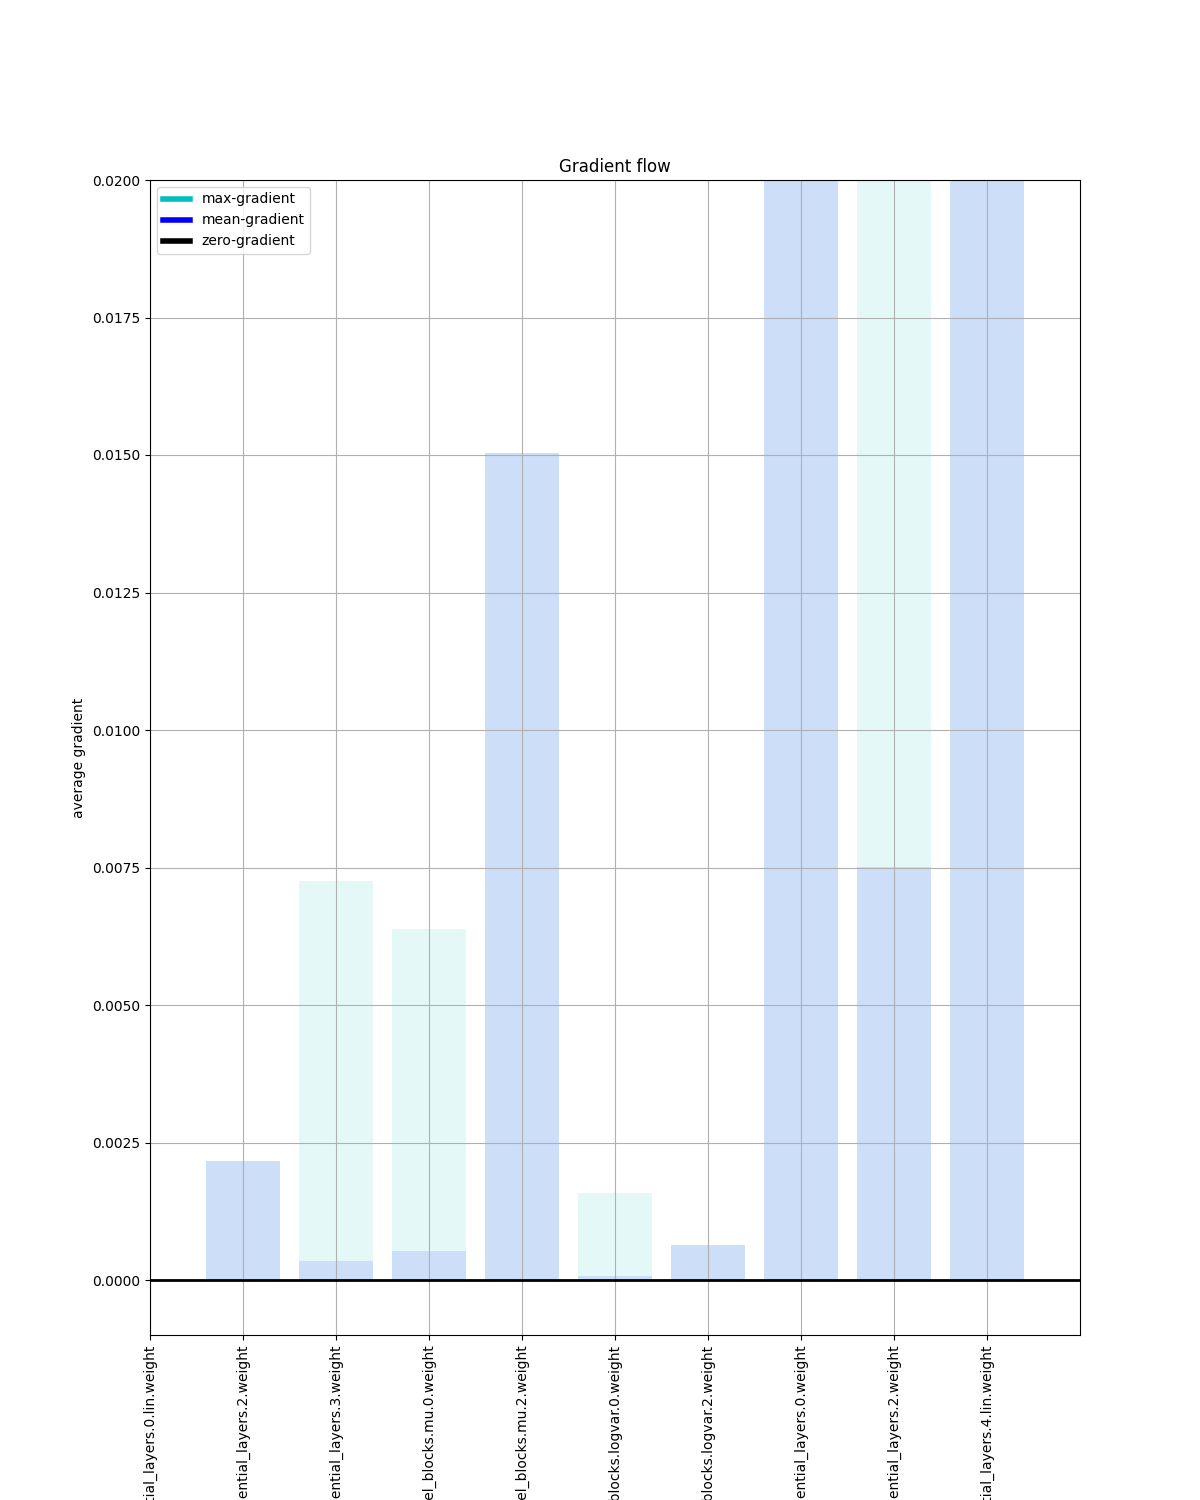 Gradient flow
max-gradient
mean-gradient
zero-gradient
average gradient
0.0200
0.0175
0.0150
0.0125
0.0100
0.0075
0.0050
0.0025
0.0000
tial_layers.0.lin.weight
ential_layers.2.weight
ential_layers.3.weight
el_blocks.mu.0.weight
el_blocks.mu.2.weight
blocks.logvar.0.weight
blocks.logvar.2.weight
ential_layers.0.weight
ential_layers.2.weight
tial_layers.4.lin.weight